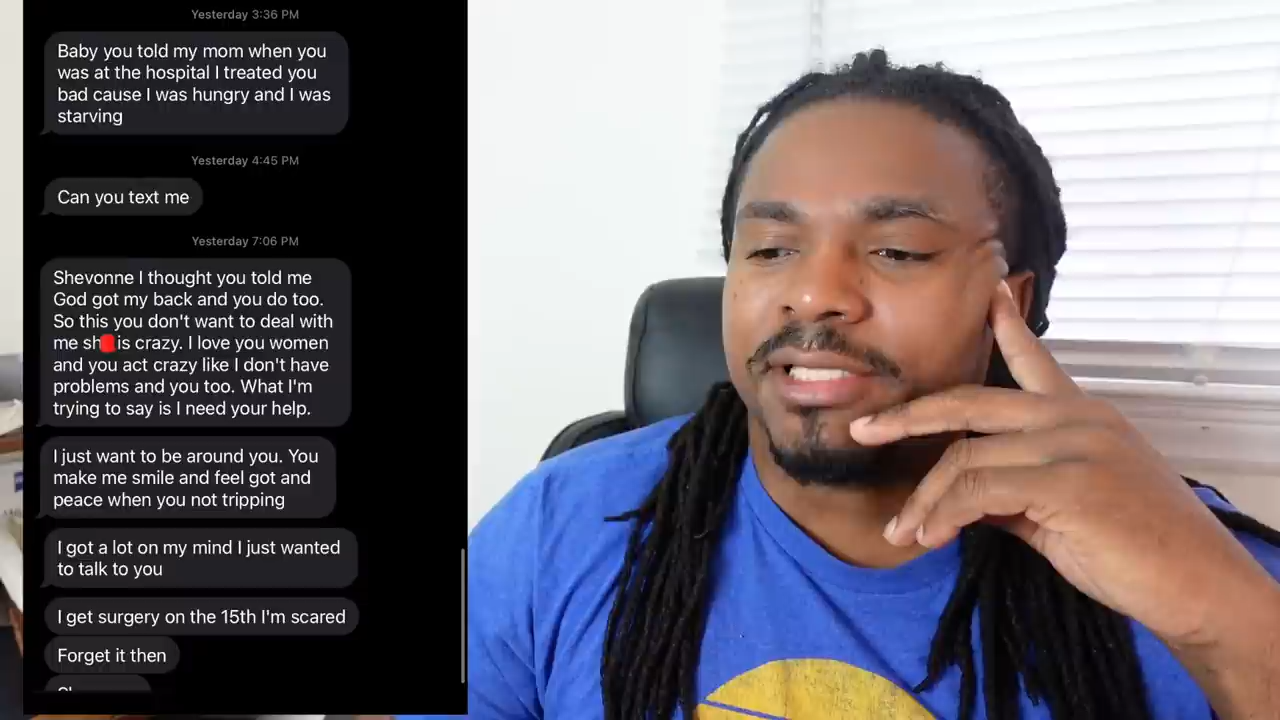 Yesterday 3:36 PM
Baby you told my mom when you
was at the hospital I treated you
bad cause I was hungry and I was
starving
Yesterday 4:45 PM
Can you text me
Yesterday 7:06 PM
Shevonne I thought you told me
God got my back and you do too.
So this you don't want to deal with
me sh is crazy. I love you women
and you act crazy like I don't have
problems and you too. What I'm
trying to say is I need your help.
I just want to be around you. You
make me smile and feel got and
peace when you not tripping
I got a lot on my mind I just wanted
to talk to you
I get surgery on the 15th I'm scared
Forget it then